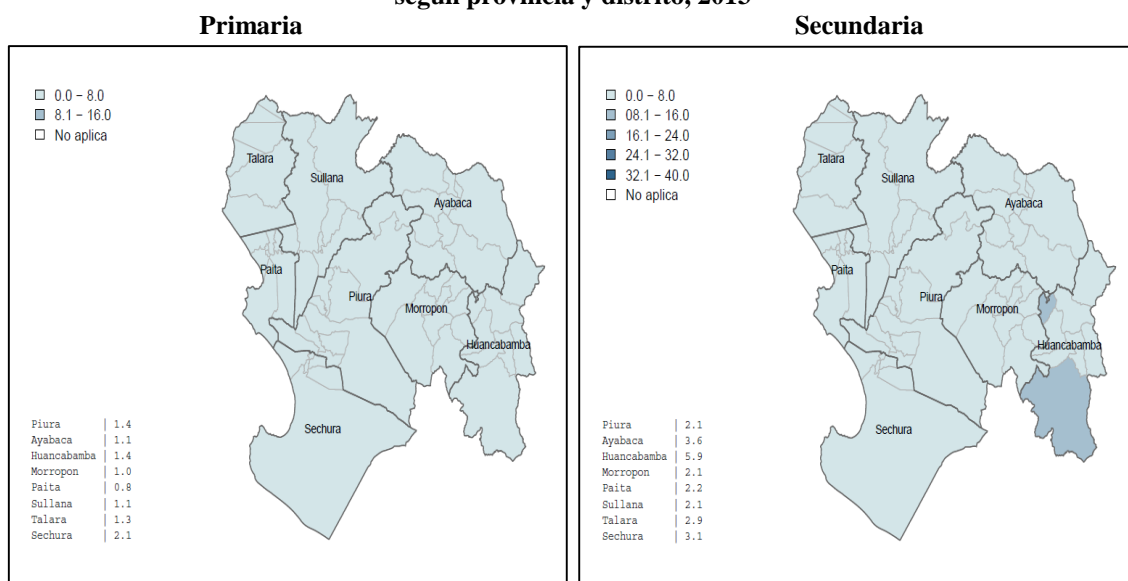 según provincia y distrito, 2015
Primaria
Secundaria
0.0 – 8.0
8.1 – 16.0
No aplica
Talara
Sullana
Ayabaca
Paita
Piura
Morropon
Huancabamba
Sechura
Piura | 1.4
Ayabaca | 1.1
Huancabamba | 1.4
Morropon | 1.0
Paita | 0.8
Sullana | 1.1
Talara | 1.3
Sechura | 2.1
0.0 – 8.0
08.1 – 16.0
16.1 – 24.0
24.1 – 32.0
32.1 – 40.0
No aplica
Talara
Sullana
Ayabaca
Paita
Piura
Morropon
Huancabamba
Sechura
Piura | 2.1
Ayabaca | 3.6
Huancabamba | 5.9
Morropon | 2.1
Paita | 2.2
Sullana | 2.1
Talara | 2.9
Sechura | 3.1